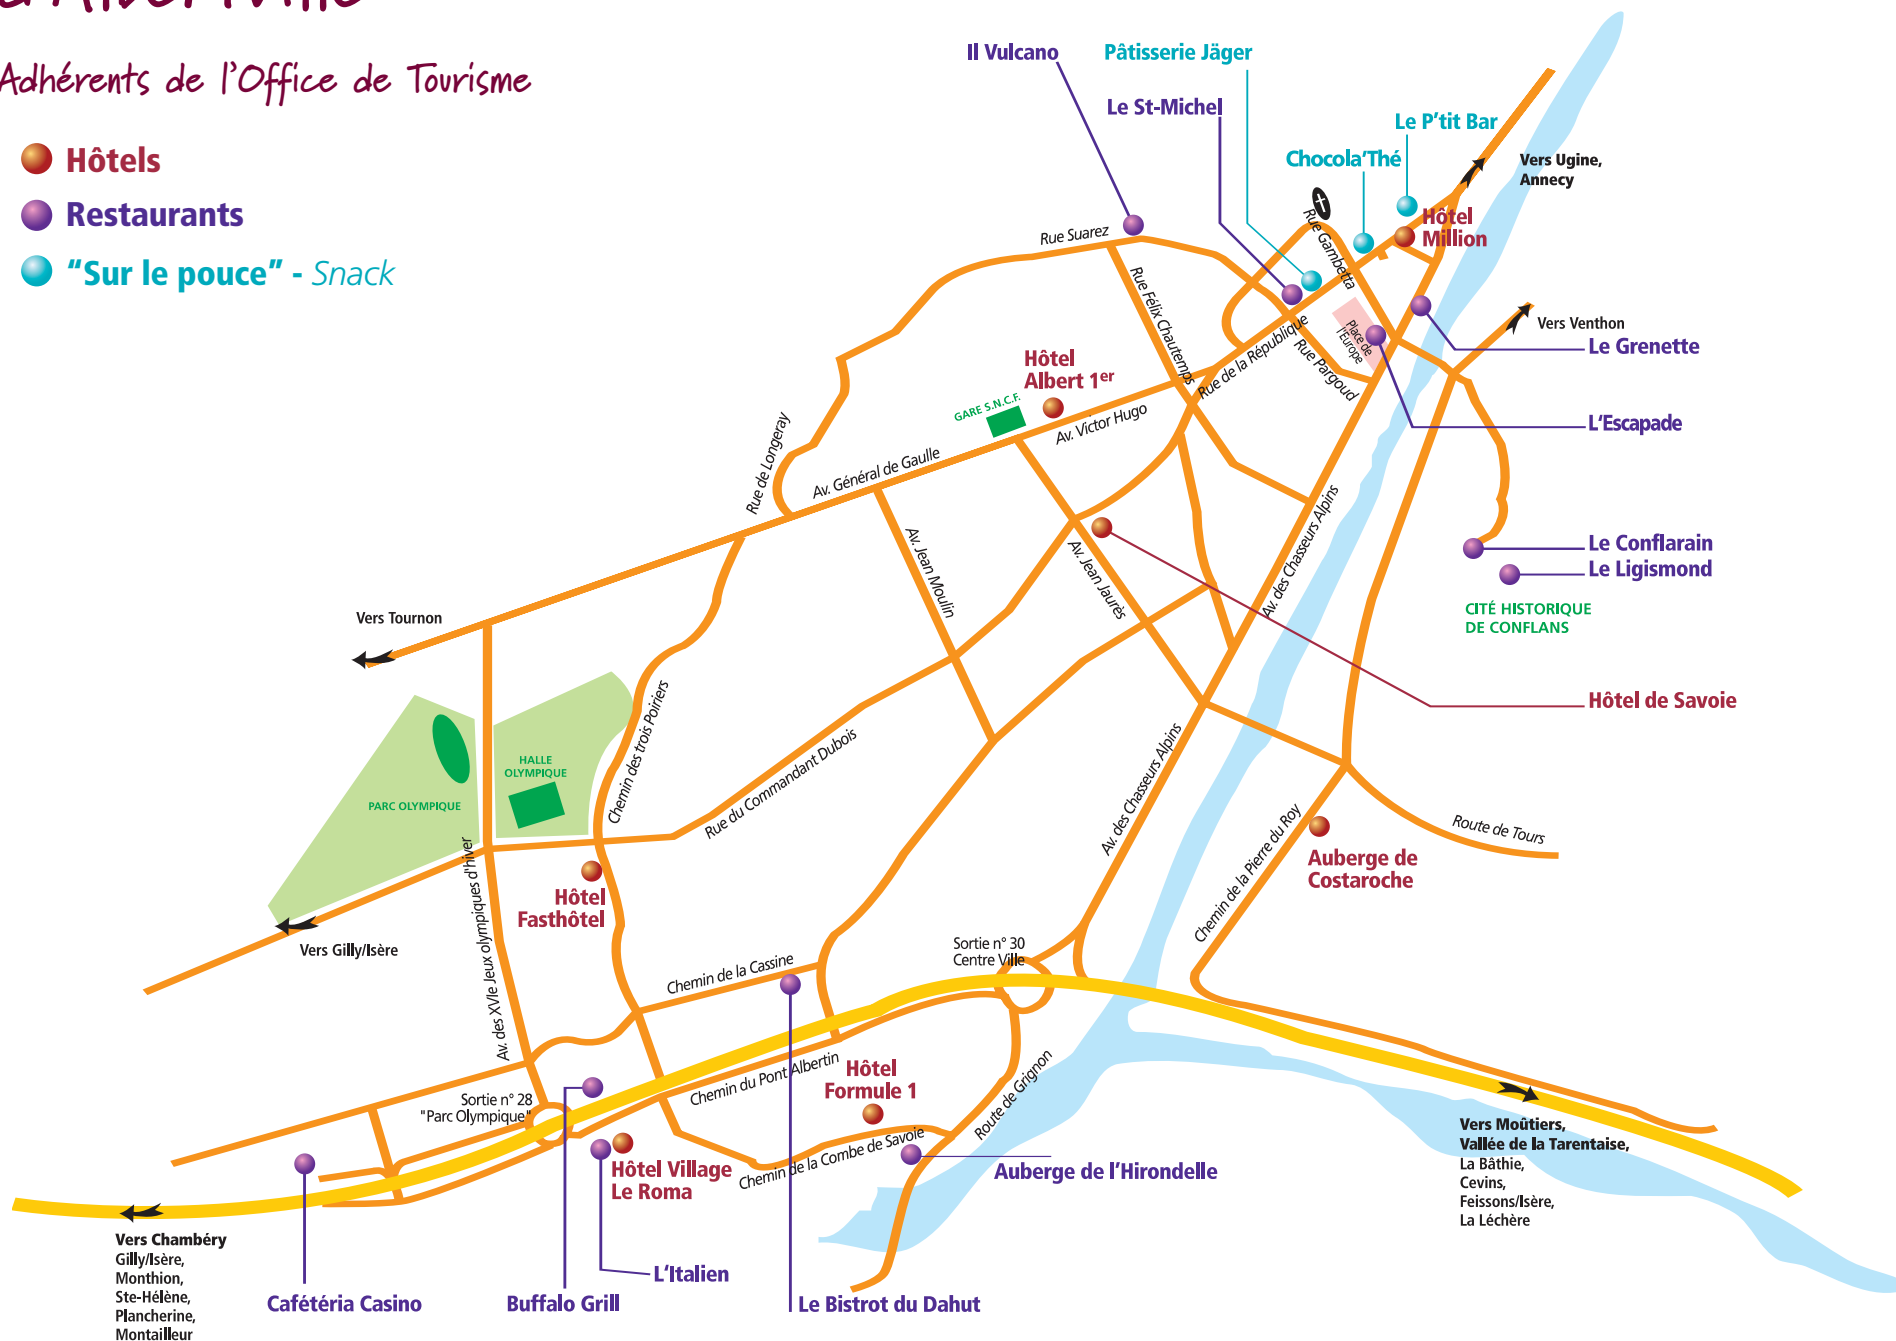 Adhérents de l'Office de Tourisme
Hôtels
Restaurants
"Sur le pouce" - Snack
Il Vulcano
Pâtisserie Jäger
Le St-Michel
Le P'tit Bar
Chocola'Thé
Vers Ugine,
Annecy
Hôtel
Million
Rue Suarez
Rue Gambetta
Rue Félix Chautemps
Vers Venthon
Le Grenette
Place de
l'Europe
Rue de la République
Rue Pargoud
Hôtel
Albert 1er
GARE S.N.C.F.
Av. Victor Hugo
L'Escapade
Rue de Longeray
Av. Général de Gaulle
Av. Jean Moulin
Av. Jean Jaurès
Av. des Chasseurs Alpins
Le Conflarain
Le Ligismond
CITÉ HISTORIQUE
DE CONFLANS
Vers Tournon
Hôtel de Savoie
Chemin des trois Poiriers
HALLE
OLYMPIQUE
PARC OLYMPIQUE
Rue du Commandant Dubois
Av. des Chasseurs Alpins
Route de Tours
Chemin de la Pierre du Roy
Auberge de
Costaroche
Hôtel
Fasthôtel
Vers Gilly/Isère
Av. des XVIe Jeux olympiques d'hiver
Sortie n° 30
Centre Ville
Chemin de la Cassine
Chemin du Pont Albertin
Hôtel
Formule 1
Route de Grignon
Sortie n° 28
"Parc Olympique"
Chemin de la Combe de Savoie
Hôtel Village
Le Roma
Auberge de l'Hirondelle
Vers Moûtiers,
Vallée de la Tarentaise,
La Bâthie,
Cevins,
Feissons/Isère,
La Léchère
Vers Chambéry
Gilly/Isère,
Monthion,
Ste-Hélène,
Plancherine,
Montailleur
Cafétéria Casino
Buffalo Grill
L'Italien
Le Bistrot du Dahut